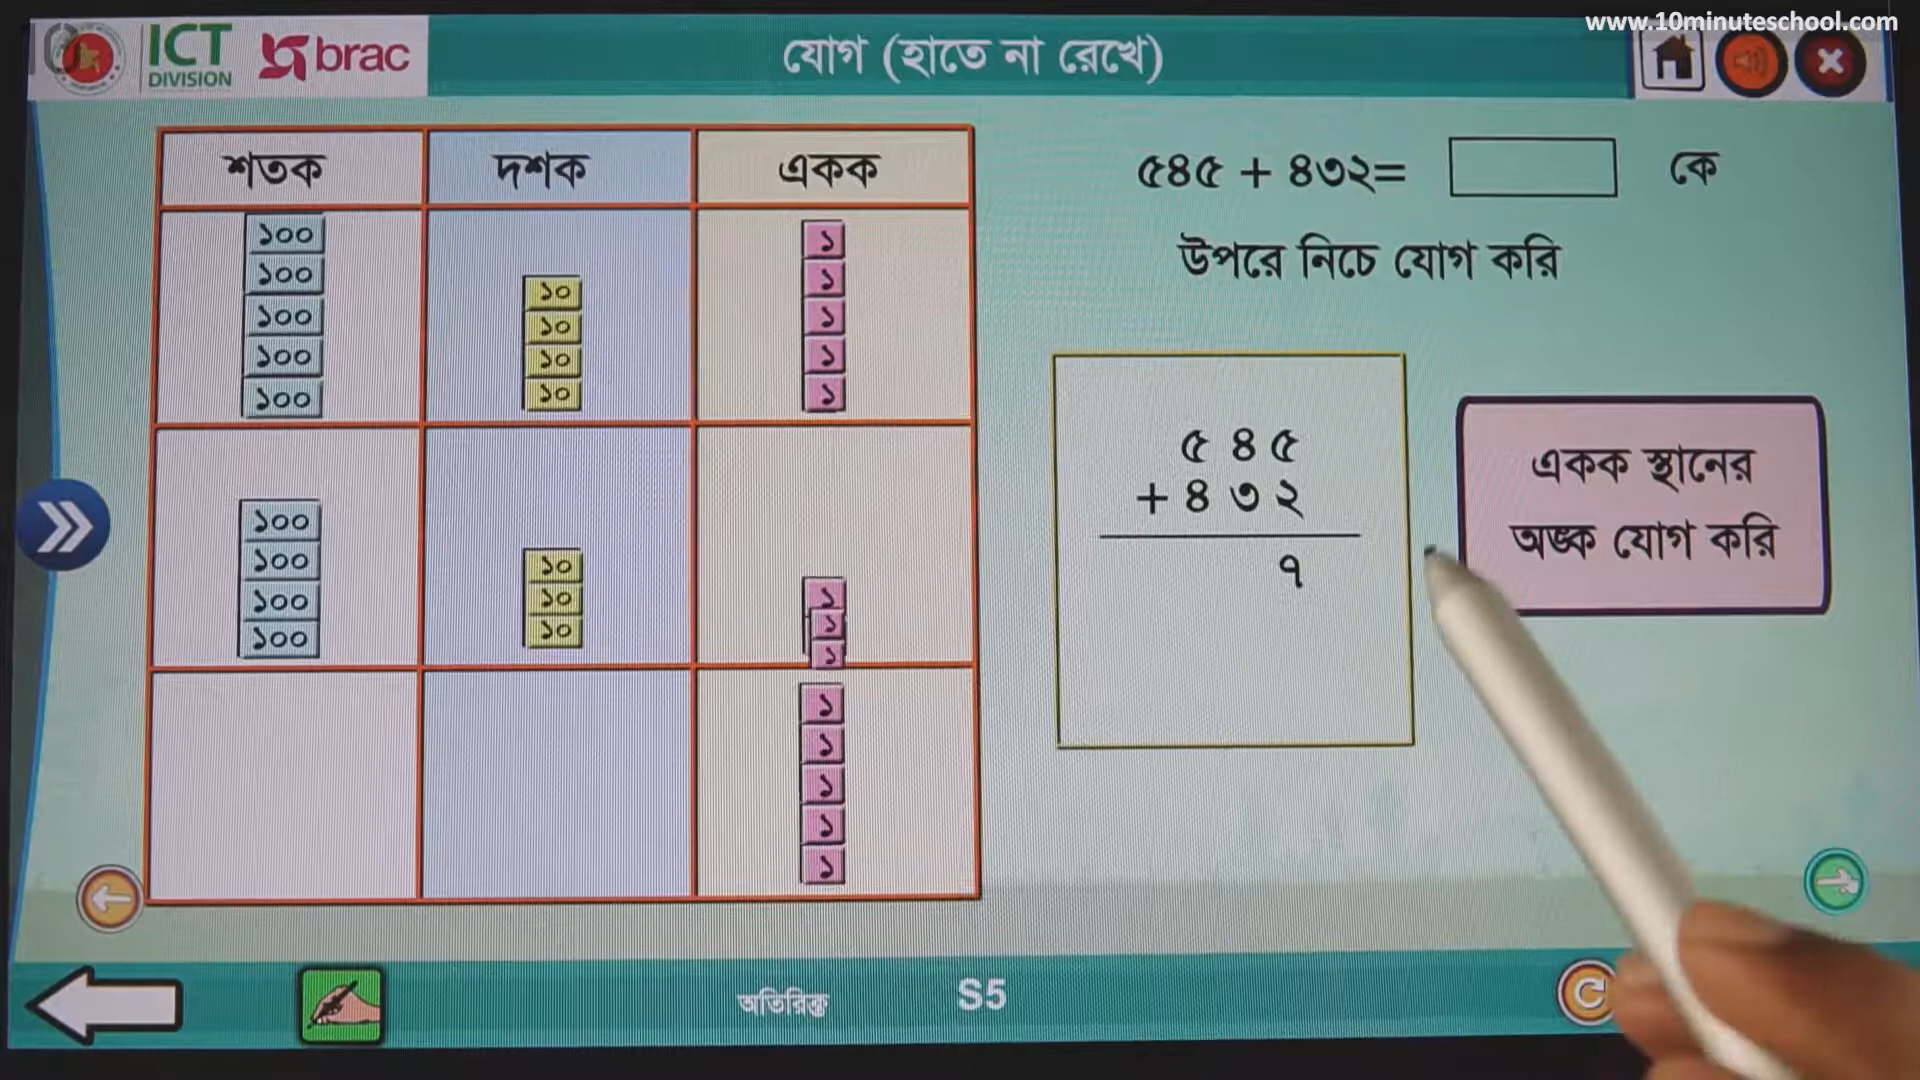 www.10minuteschool.com
ICT
DIVISION
brac
যোগ (হাতে না রেখে)
শতক
দশক
একক
১০০
১০০
১০০
১০০
১০০
১০
১০
১০
১০
১
১
১
১
১
১০০
১০০
১০০
১০০
১০
১০
১০
১
১
১
১
১
১
১
১
৫৪৫ + ৪৩২= কে
উপরে নিচে যোগ করি
৫ ৪ ৫
+ ৪ ৩ ২
৭
একক স্থানের
অঙ্ক যোগ করি
অতিরিক্ত
S5